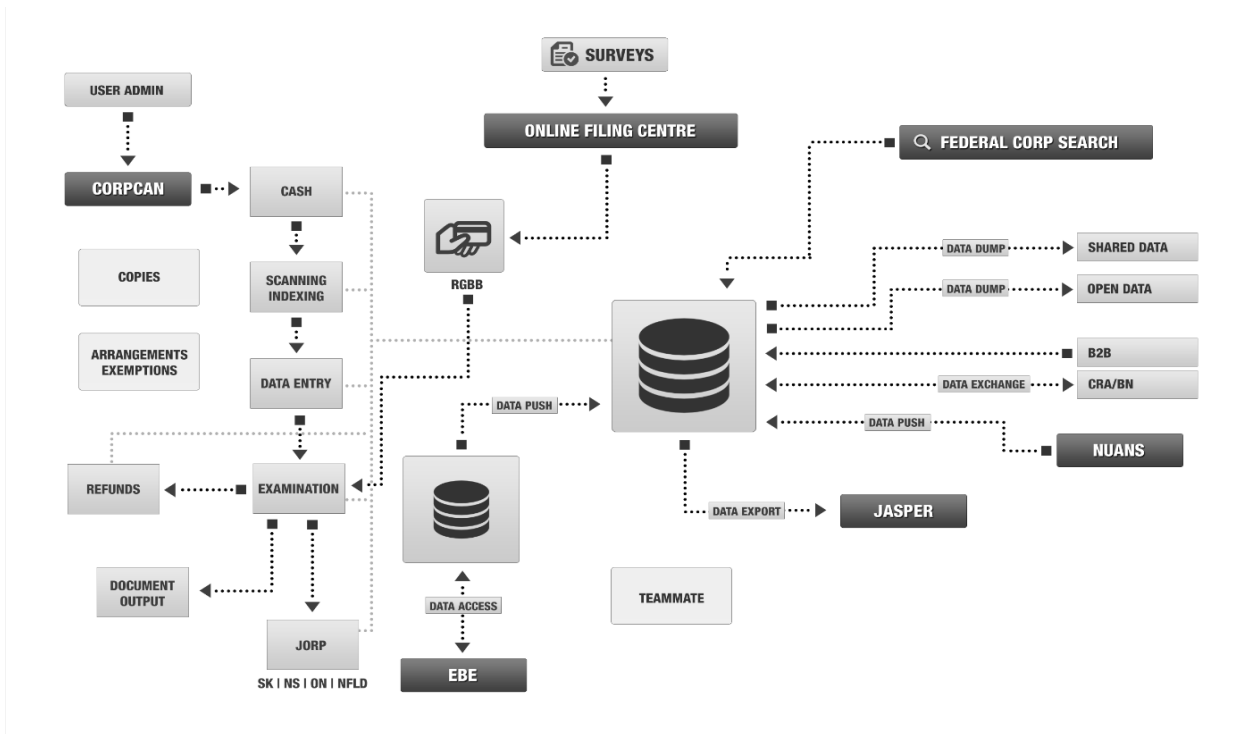 SURVEYS
USER ADMIN
ONLINE FILING CENTRE
FEDERAL CORP SEARCH
CORPCAN
CASH
RGBB
COPIES
SCANNING
INDEXING
DATA DUMP
SHARED DATA
DATA DUMP
OPEN DATA
ARRANGEMENTS
EXEMPTIONS
B2B
DATA ENTRY
DATA EXCHANGE
CRA/BN
DATA PUSH
DATA PUSH
NUANS
REFUNDS
EXAMINATION
DATA EXPORT
JASPER
DOCUMENT
OUTPUT
DATA ACCESS
TEAMMATE
JORP
SK | NS | ON | NFLD
EBE